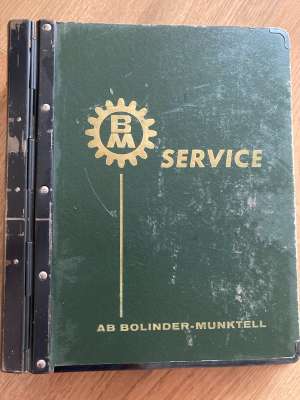 BM
SERVICE
AB BOLINDER-MUNKTELL